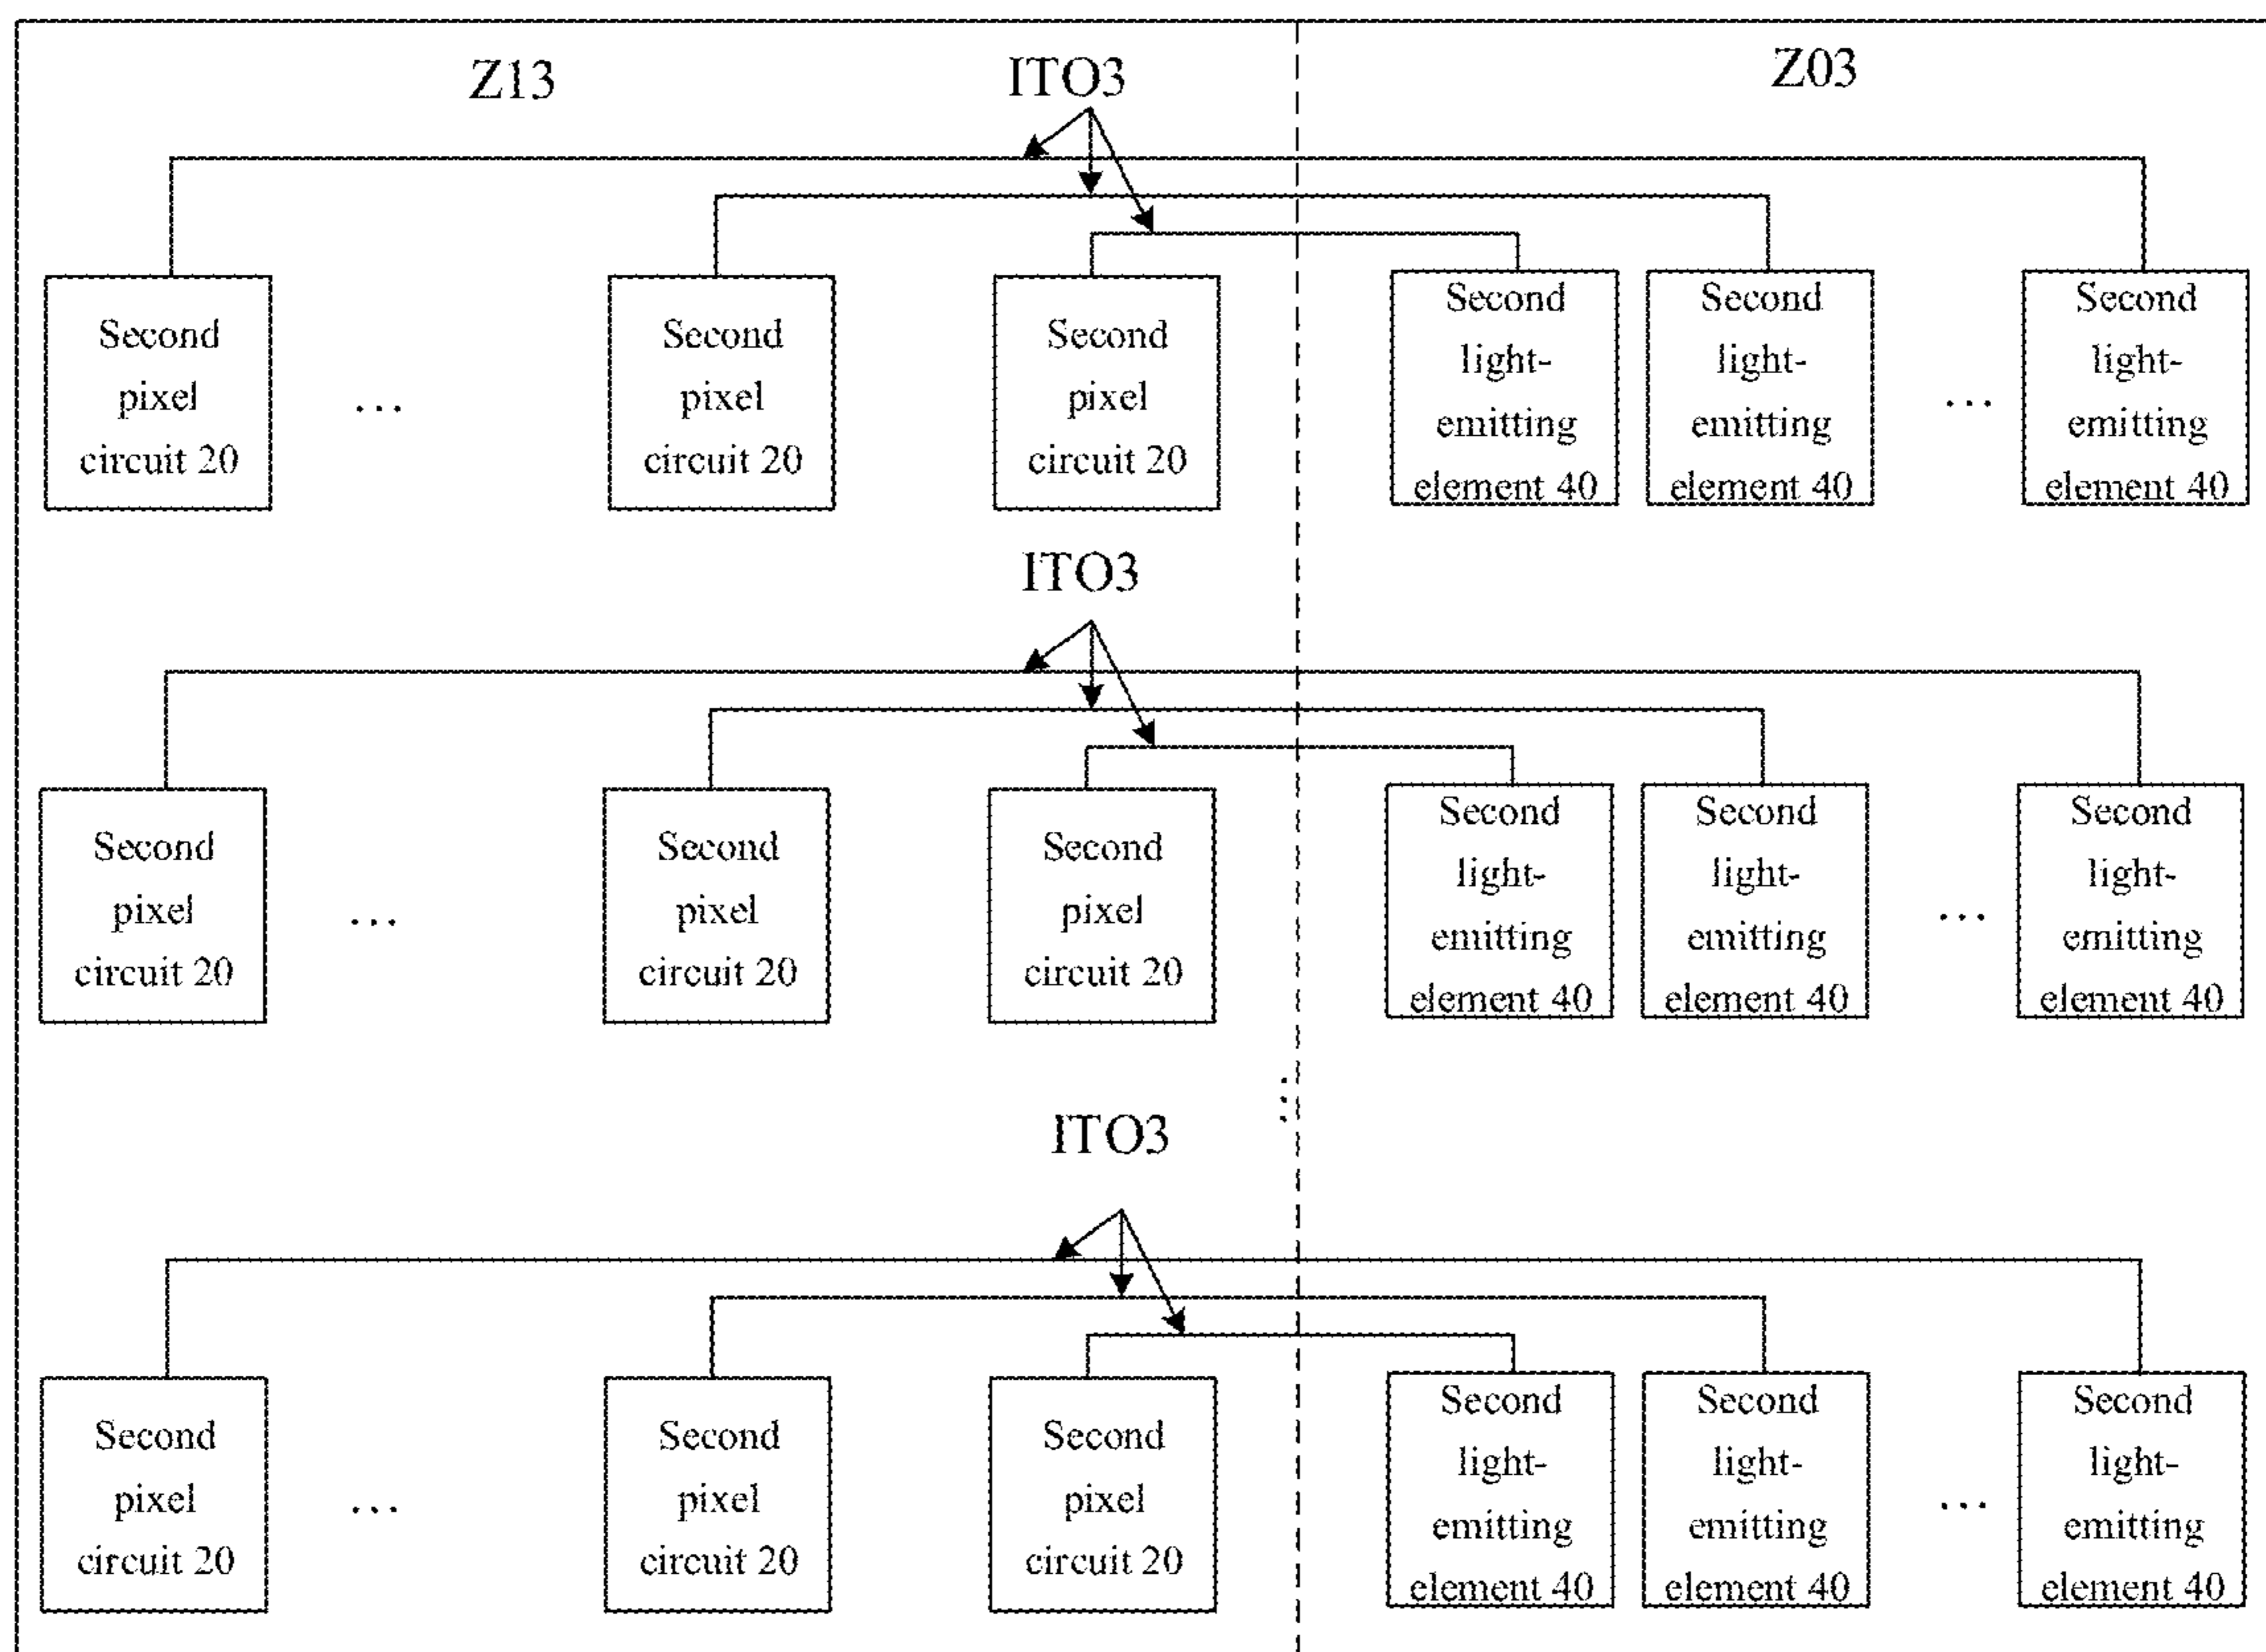 Z13
ITO3
Z03
Second
pixel
circuit 20
...
Second
pixel
circuit 20
Second
pixel
circuit 20
Second
light-
emitting
element 40
Second
light-
emitting
element 40
...
Second
light-
emitting
element 40
ITO3
Second
pixel
circuit 20
...
Second
pixel
circuit 20
Second
pixel
circuit 20
Second
light-
emitting
element 40
Second
light-
emitting
element 40
...
Second
light-
emitting
element 40
...
ITO3
Second
pixel
circuit 20
...
Second
pixel
circuit 20
Second
pixel
circuit 20
Second
light-
emitting
element 40
Second
light-
emitting
element 40
...
Second
light-
emitting
element 40